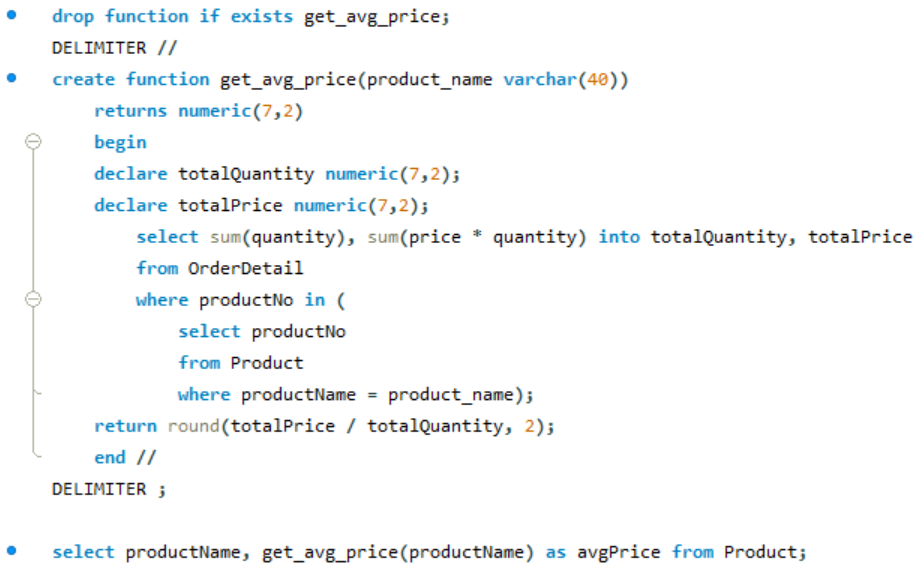 drop function if exists get_avg_price;
DELIMITER //
create function get_avg_price(product_name varchar(40))
returns numeric(7,2)
begin
declare totalQuantity numeric(7,2);
declare totalPrice numeric(7,2);
select sum(quantity), sum(price * quantity) into totalQuantity, totalPrice
from OrderDetail
where productNo in (
select productNo
from Product
where productName = product_name);
return round(totalPrice / totalQuantity, 2);
end //
DELIMITER ;
select productName, get_avg_price(productName) as avgPrice from Product;